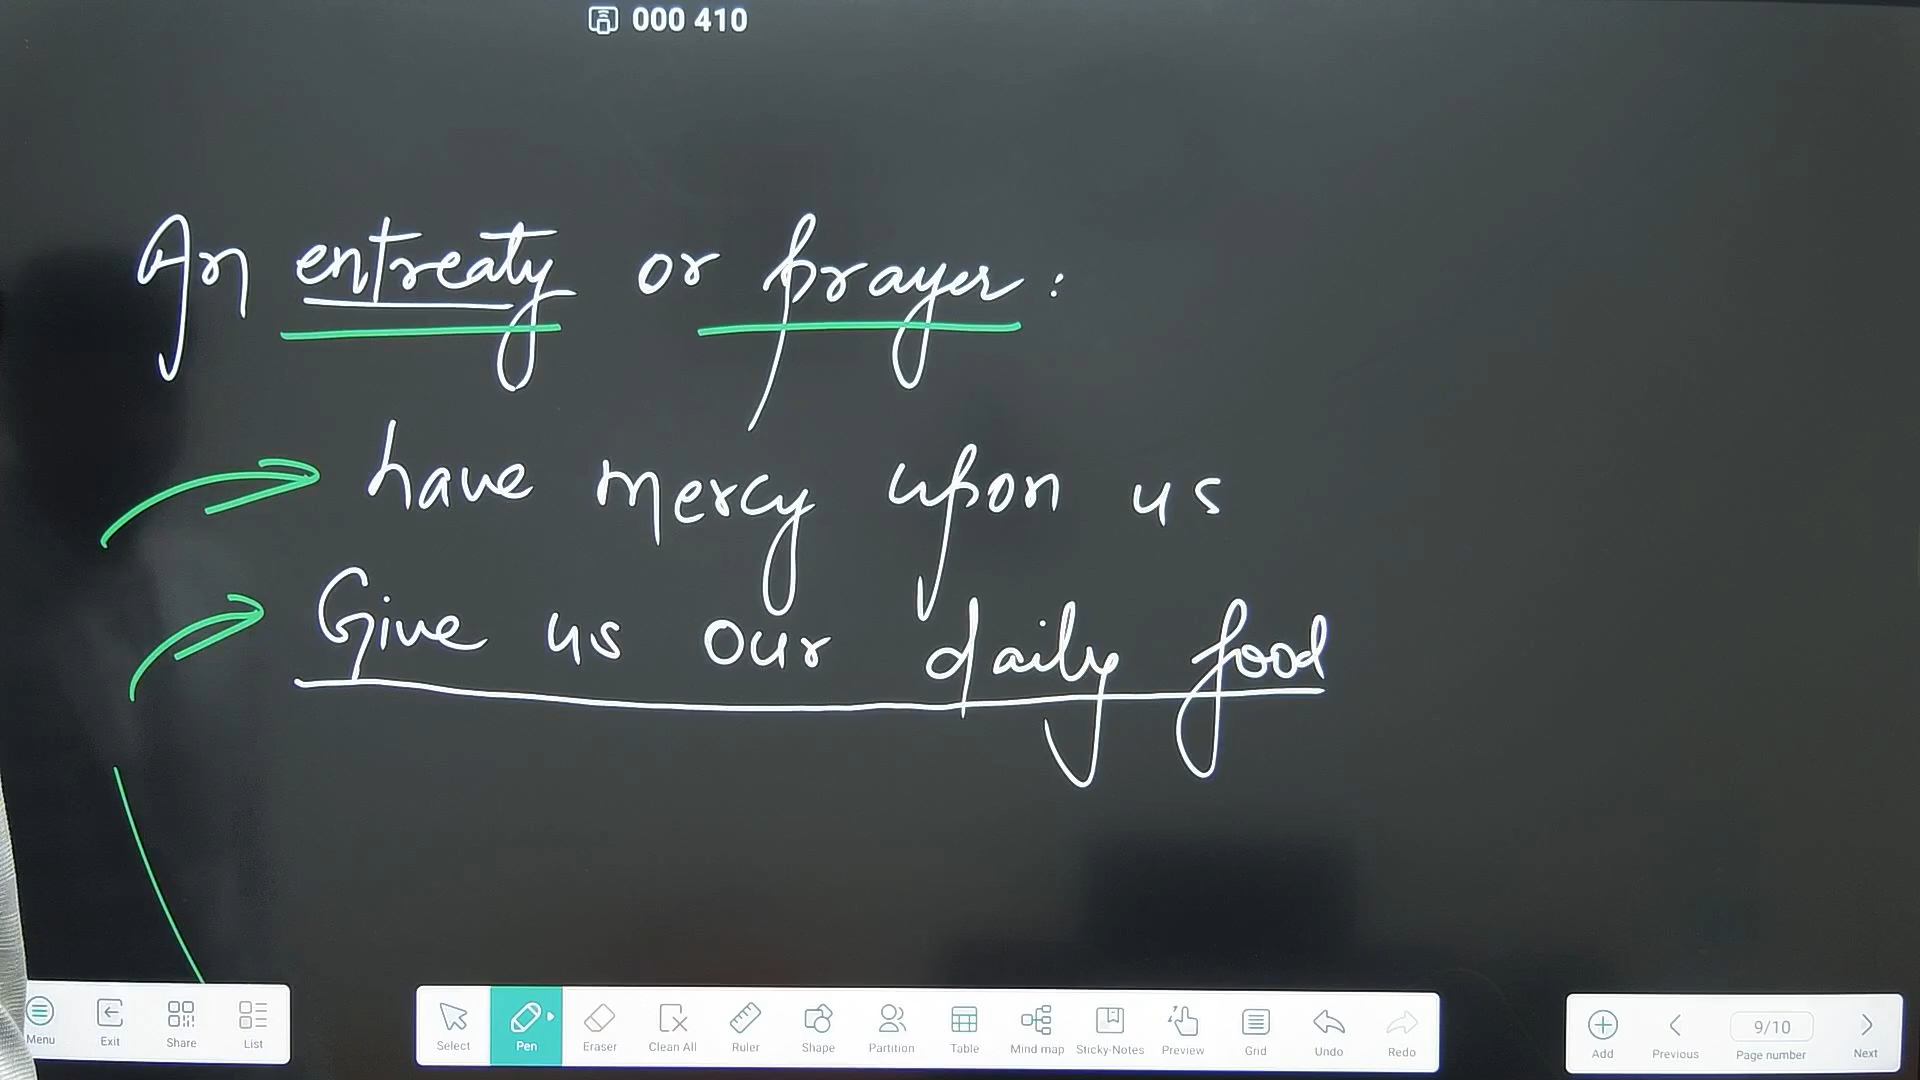 000 410
An entreaty or prayer:
have mercy upon us
Give us our daily food
Menu Exit Share List
Select Pen Eraser Clean All Ruler Shape Partition Table Mind map Sticky-Notes Preview Grid Undo Redo
Add Previous 9/10 Page number Next